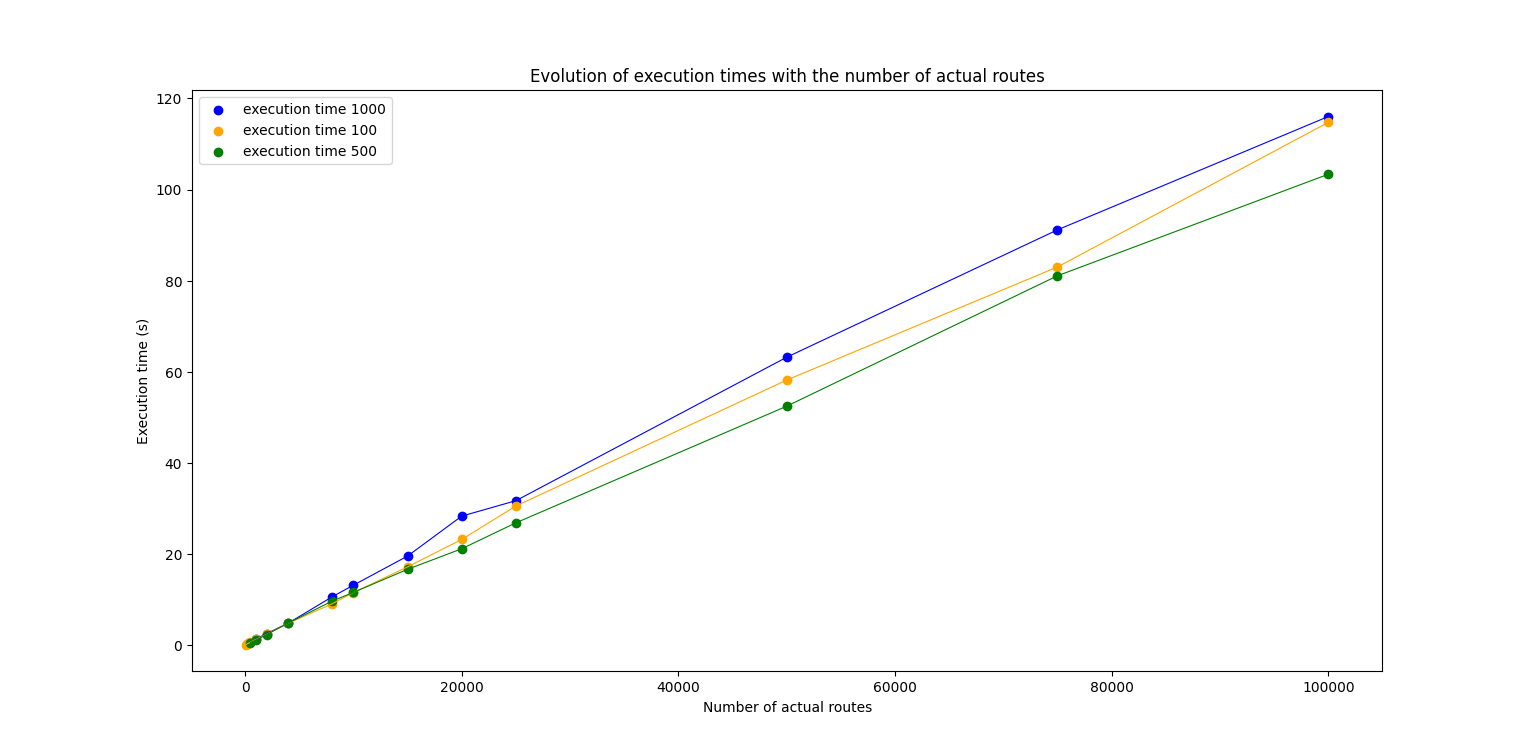 Evolution of execution times with the number of actual routes
execution time 1000
execution time 100
execution time 500
120
100
80
60
40
20
0
Execution time (s)
0 20000 40000 60000 80000 100000
Number of actual routes